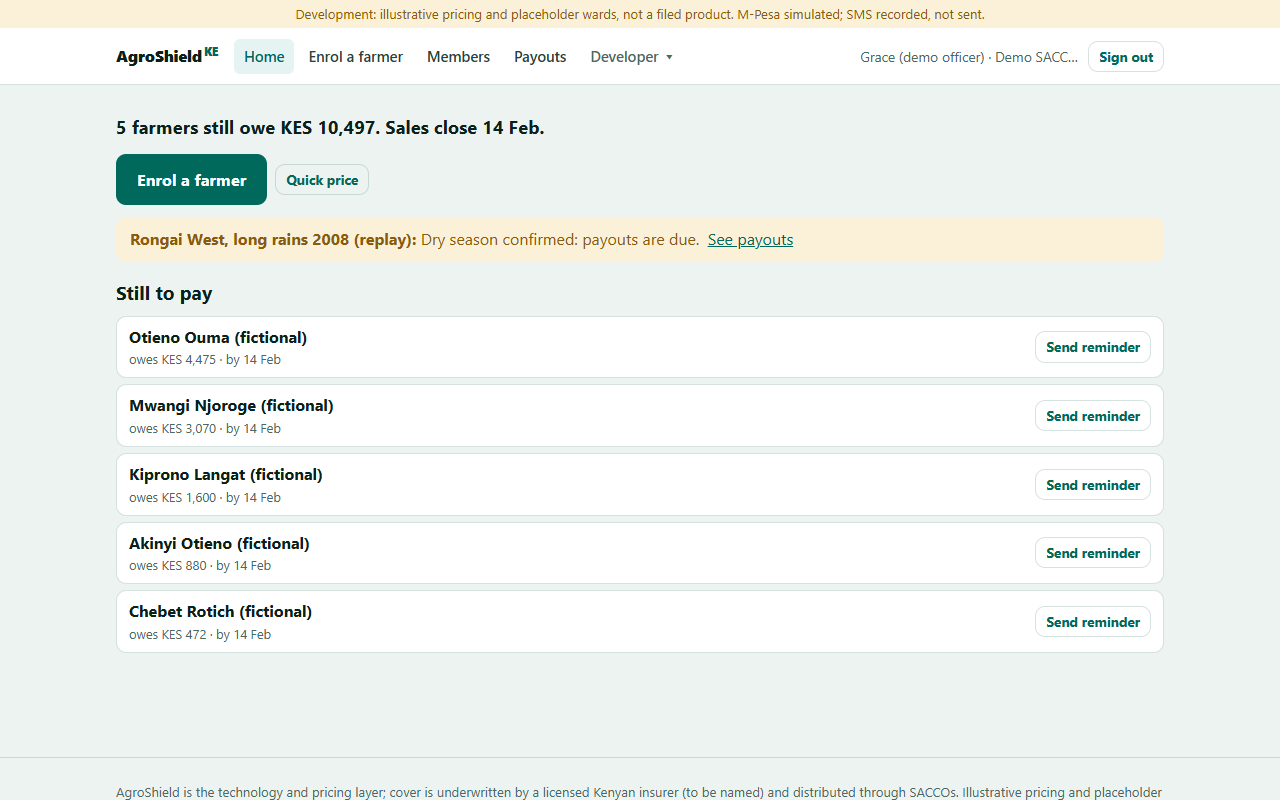 Development: illustrative pricing and placeholder wards, not a filed product. M-Pesa simulated; SMS recorded, not sent.
AgroShield KE Home Enrol a farmer Members Payouts Developer Grace (demo officer) · Demo SACC... Sign out
5 farmers still owe KES 10,497. Sales close 14 Feb.
Enrol a farmer Quick price
Rongai West, long rains 2008 (replay): Dry season confirmed: payouts are due. See payouts
Still to pay
Otieno Ouma (fictional)
owes KES 4,475 · by 14 Feb
Send reminder
Mwangi Njoroge (fictional)
owes KES 3,070 · by 14 Feb
Send reminder
Kiprono Langat (fictional)
owes KES 1,600 · by 14 Feb
Send reminder
Akinyi Otieno (fictional)
owes KES 880 · by 14 Feb
Send reminder
Chebet Rotich (fictional)
owes KES 472 · by 14 Feb
Send reminder
AgroShield is the technology and pricing layer; cover is underwritten by a licensed Kenyan insurer (to be named) and distributed through SACCOs. Illustrative pricing and placeholder